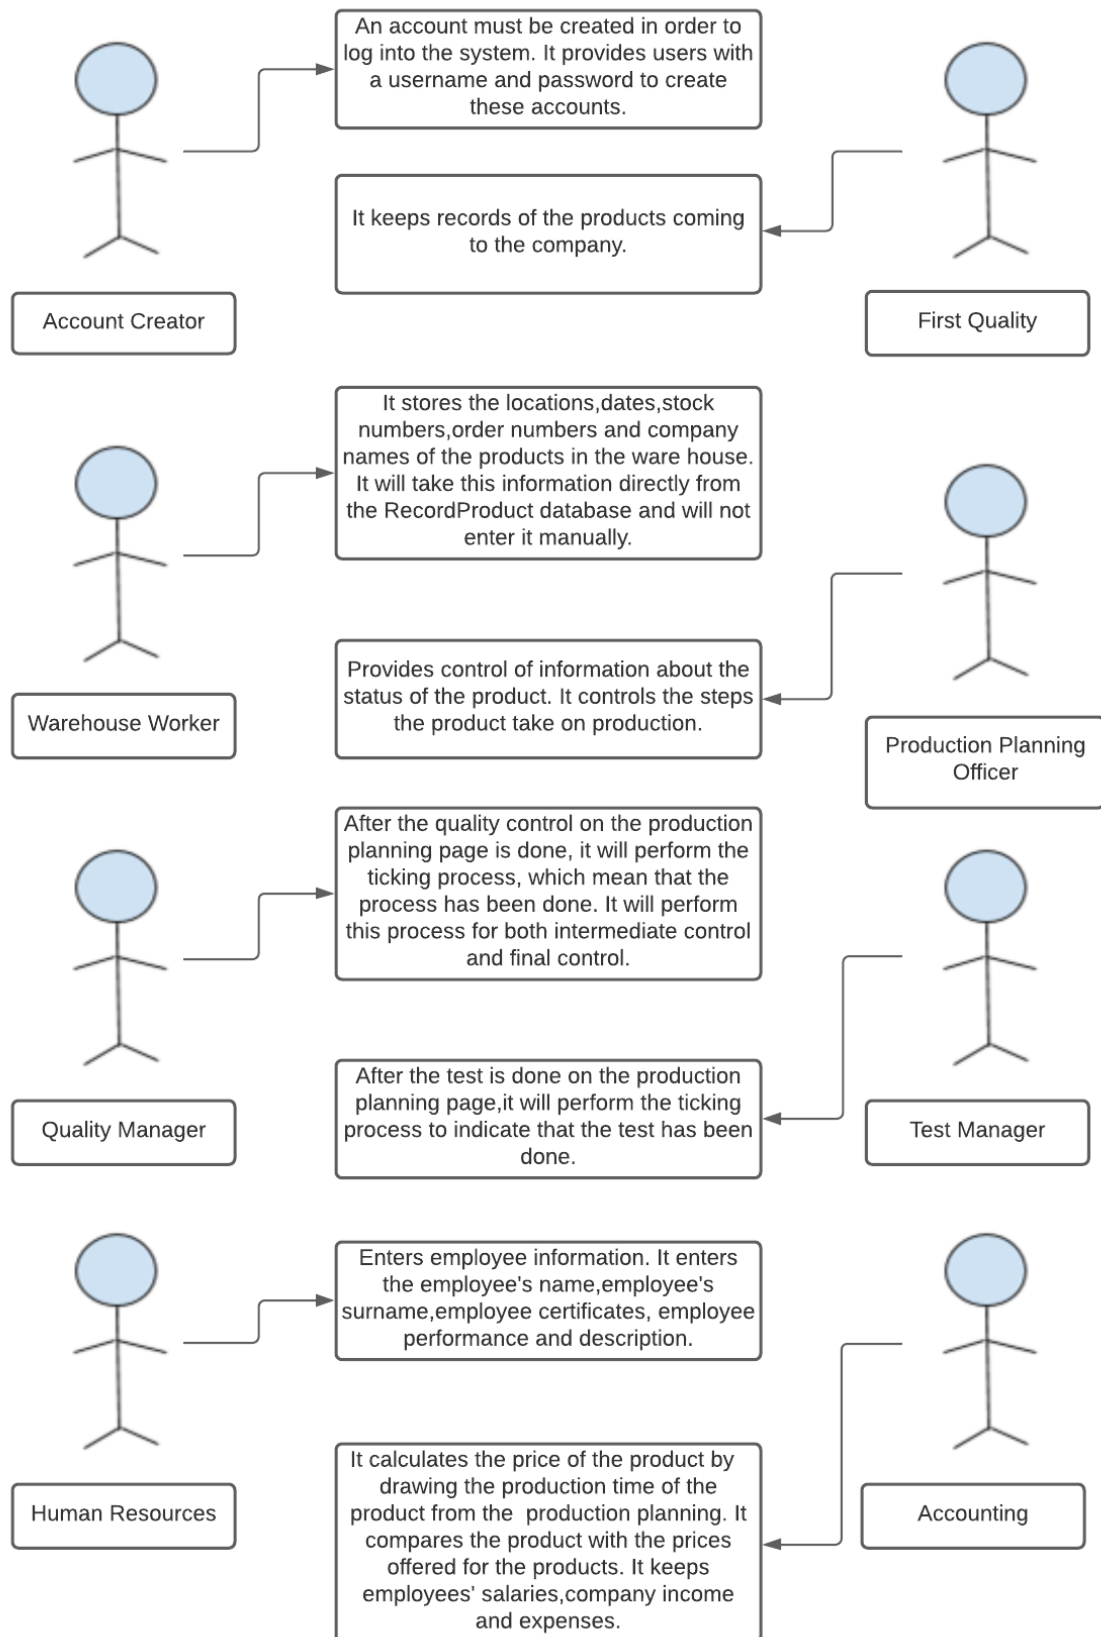 An account must be created in order to
log into the system. It provides users with
a username and password to create
these accounts.
It keeps records of the products coming
to the company.
Account Creator
First Quality
It stores the locations,dates,stock
numbers,order numbers and company
names of the products in the ware house.
It will take this information directly from
the RecordProduct database and will not
enter it manually.
Provides control of information about the
status of the product. It controls the steps
the product take on production.
Warehouse Worker
Production Planning
Officer
After the quality control on the production
planning page is done, it will perform the
ticking process, which mean that the
process has been done. It will perform
this process for both intermediate control
and final control.
After the test is done on the production
planning page,it will perform the ticking
process to indicate that the test has been
done.
Quality Manager
Test Manager
Enters employee information. It enters
the employee's name,employee's
surname,employee certificates, employee
performance and description.
It calculates the price of the product by
drawing the production time of the
product from the  production planning. It
compares the product with the prices
offered for the products. It keeps
employees' salaries,company income
and expenses.
Human Resources
Accounting